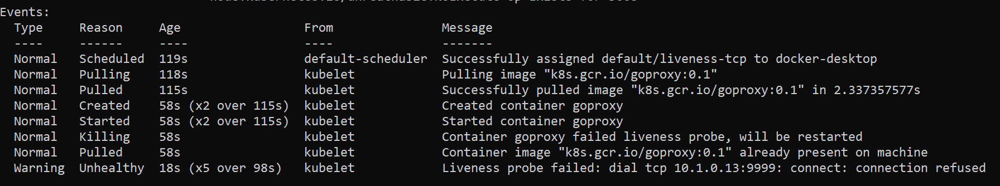 Events:
Type Reason Age From Message
---- ------ ---- ---- -------
Normal Scheduled 119s default-scheduler Successfully assigned default/liveness-tcp to docker-desktop
Normal Pulling 118s kubelet Pulling image "k8s.gcr.io/goproxy:0.1"
Normal Pulled 115s kubelet Successfully pulled image "k8s.gcr.io/goproxy:0.1" in 2.337357577s
Normal Created 58s (x2 over 115s) kubelet Created container goproxy
Normal Started 58s (x2 over 115s) kubelet Started container goproxy
Normal Killing 58s kubelet Container goproxy failed liveness probe, will be restarted
Normal Pulled 58s kubelet Container image "k8s.gcr.io/goproxy:0.1" already present on machine
Warning Unhealthy 18s (x5 over 98s) kubelet Liveness probe failed: dial tcp 10.1.0.13:9999: connect: connection refused